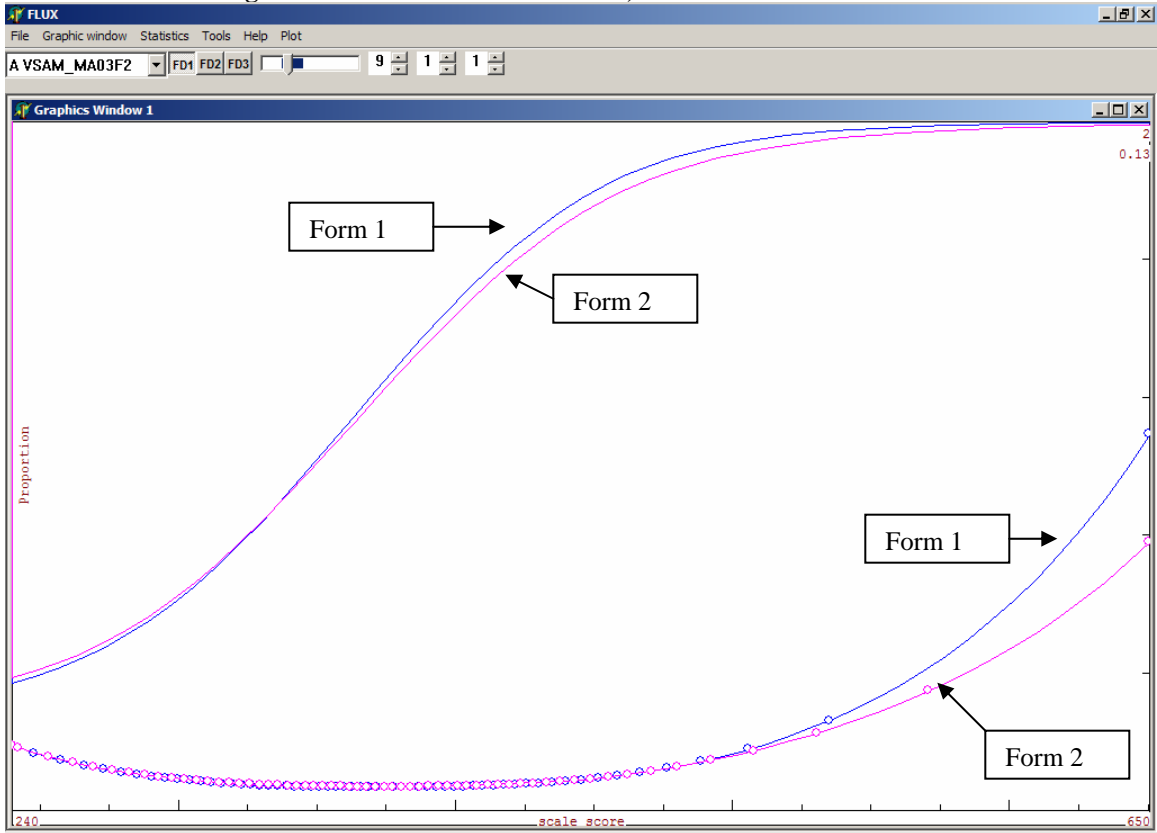 FLUX
File Graphic window Statistics Tools Help Plot
A VSAM_MA03F2 FD1 FD2 FD3 9 1 1
Graphics Window 1
2
0.13
Form 1
Form 2
Proportion
Form 1
Form 2
240 scale score 650